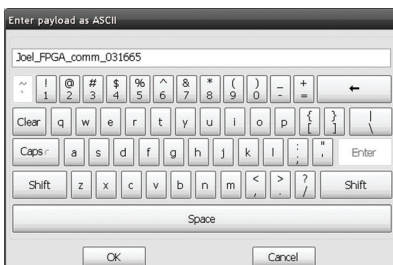 Enter payload as ASCII
Joel_FPGA_comm_031665
~ ` ! 1 @ 2 # 3 $ 4 % 5 ^ 6 & 7 * 8 ( 9 ) 0 _ - + = ←
Clear q w e r t y u i o p { [ } ] | \
Caps a s d f g h j k l : ; " ' Enter
Shift z x c v b n m < , > . ? / Shift
Space
OK Cancel